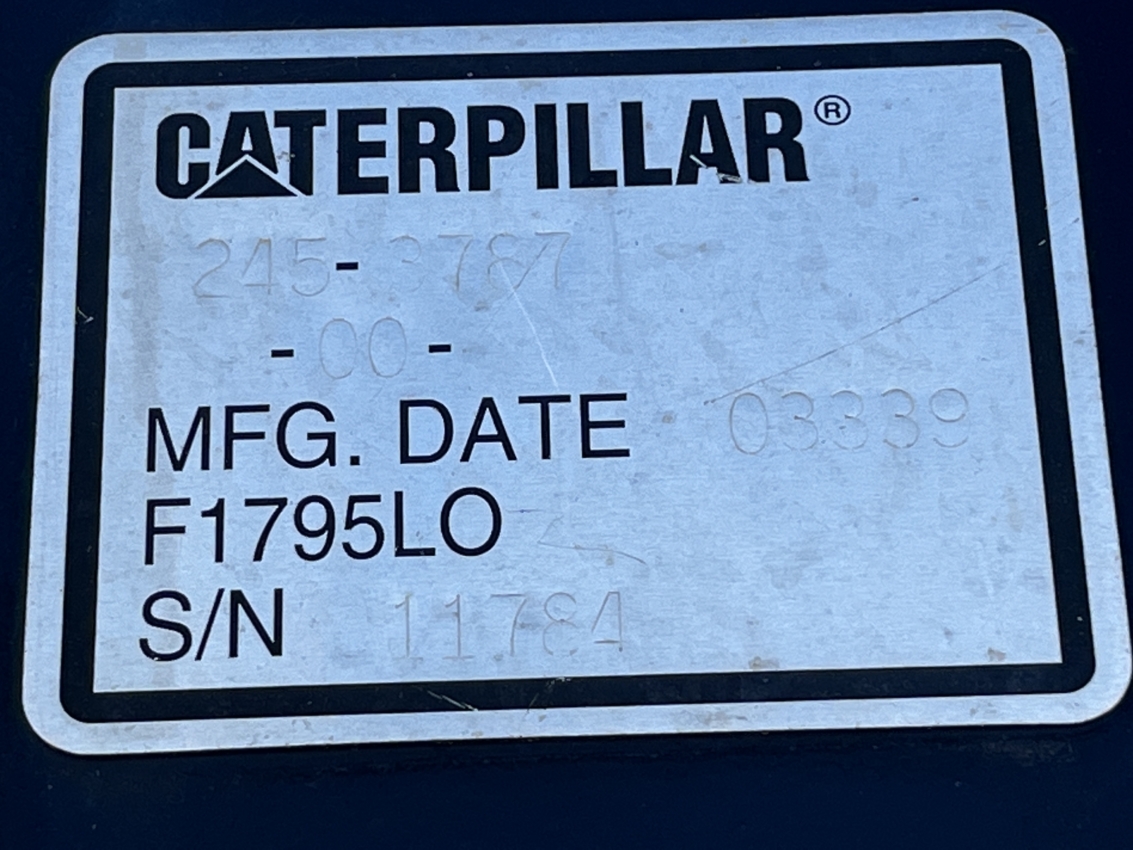 CATERPILLAR®
245-3787
-00-
MFG. DATE 03339
F1795LO
S/N 11784